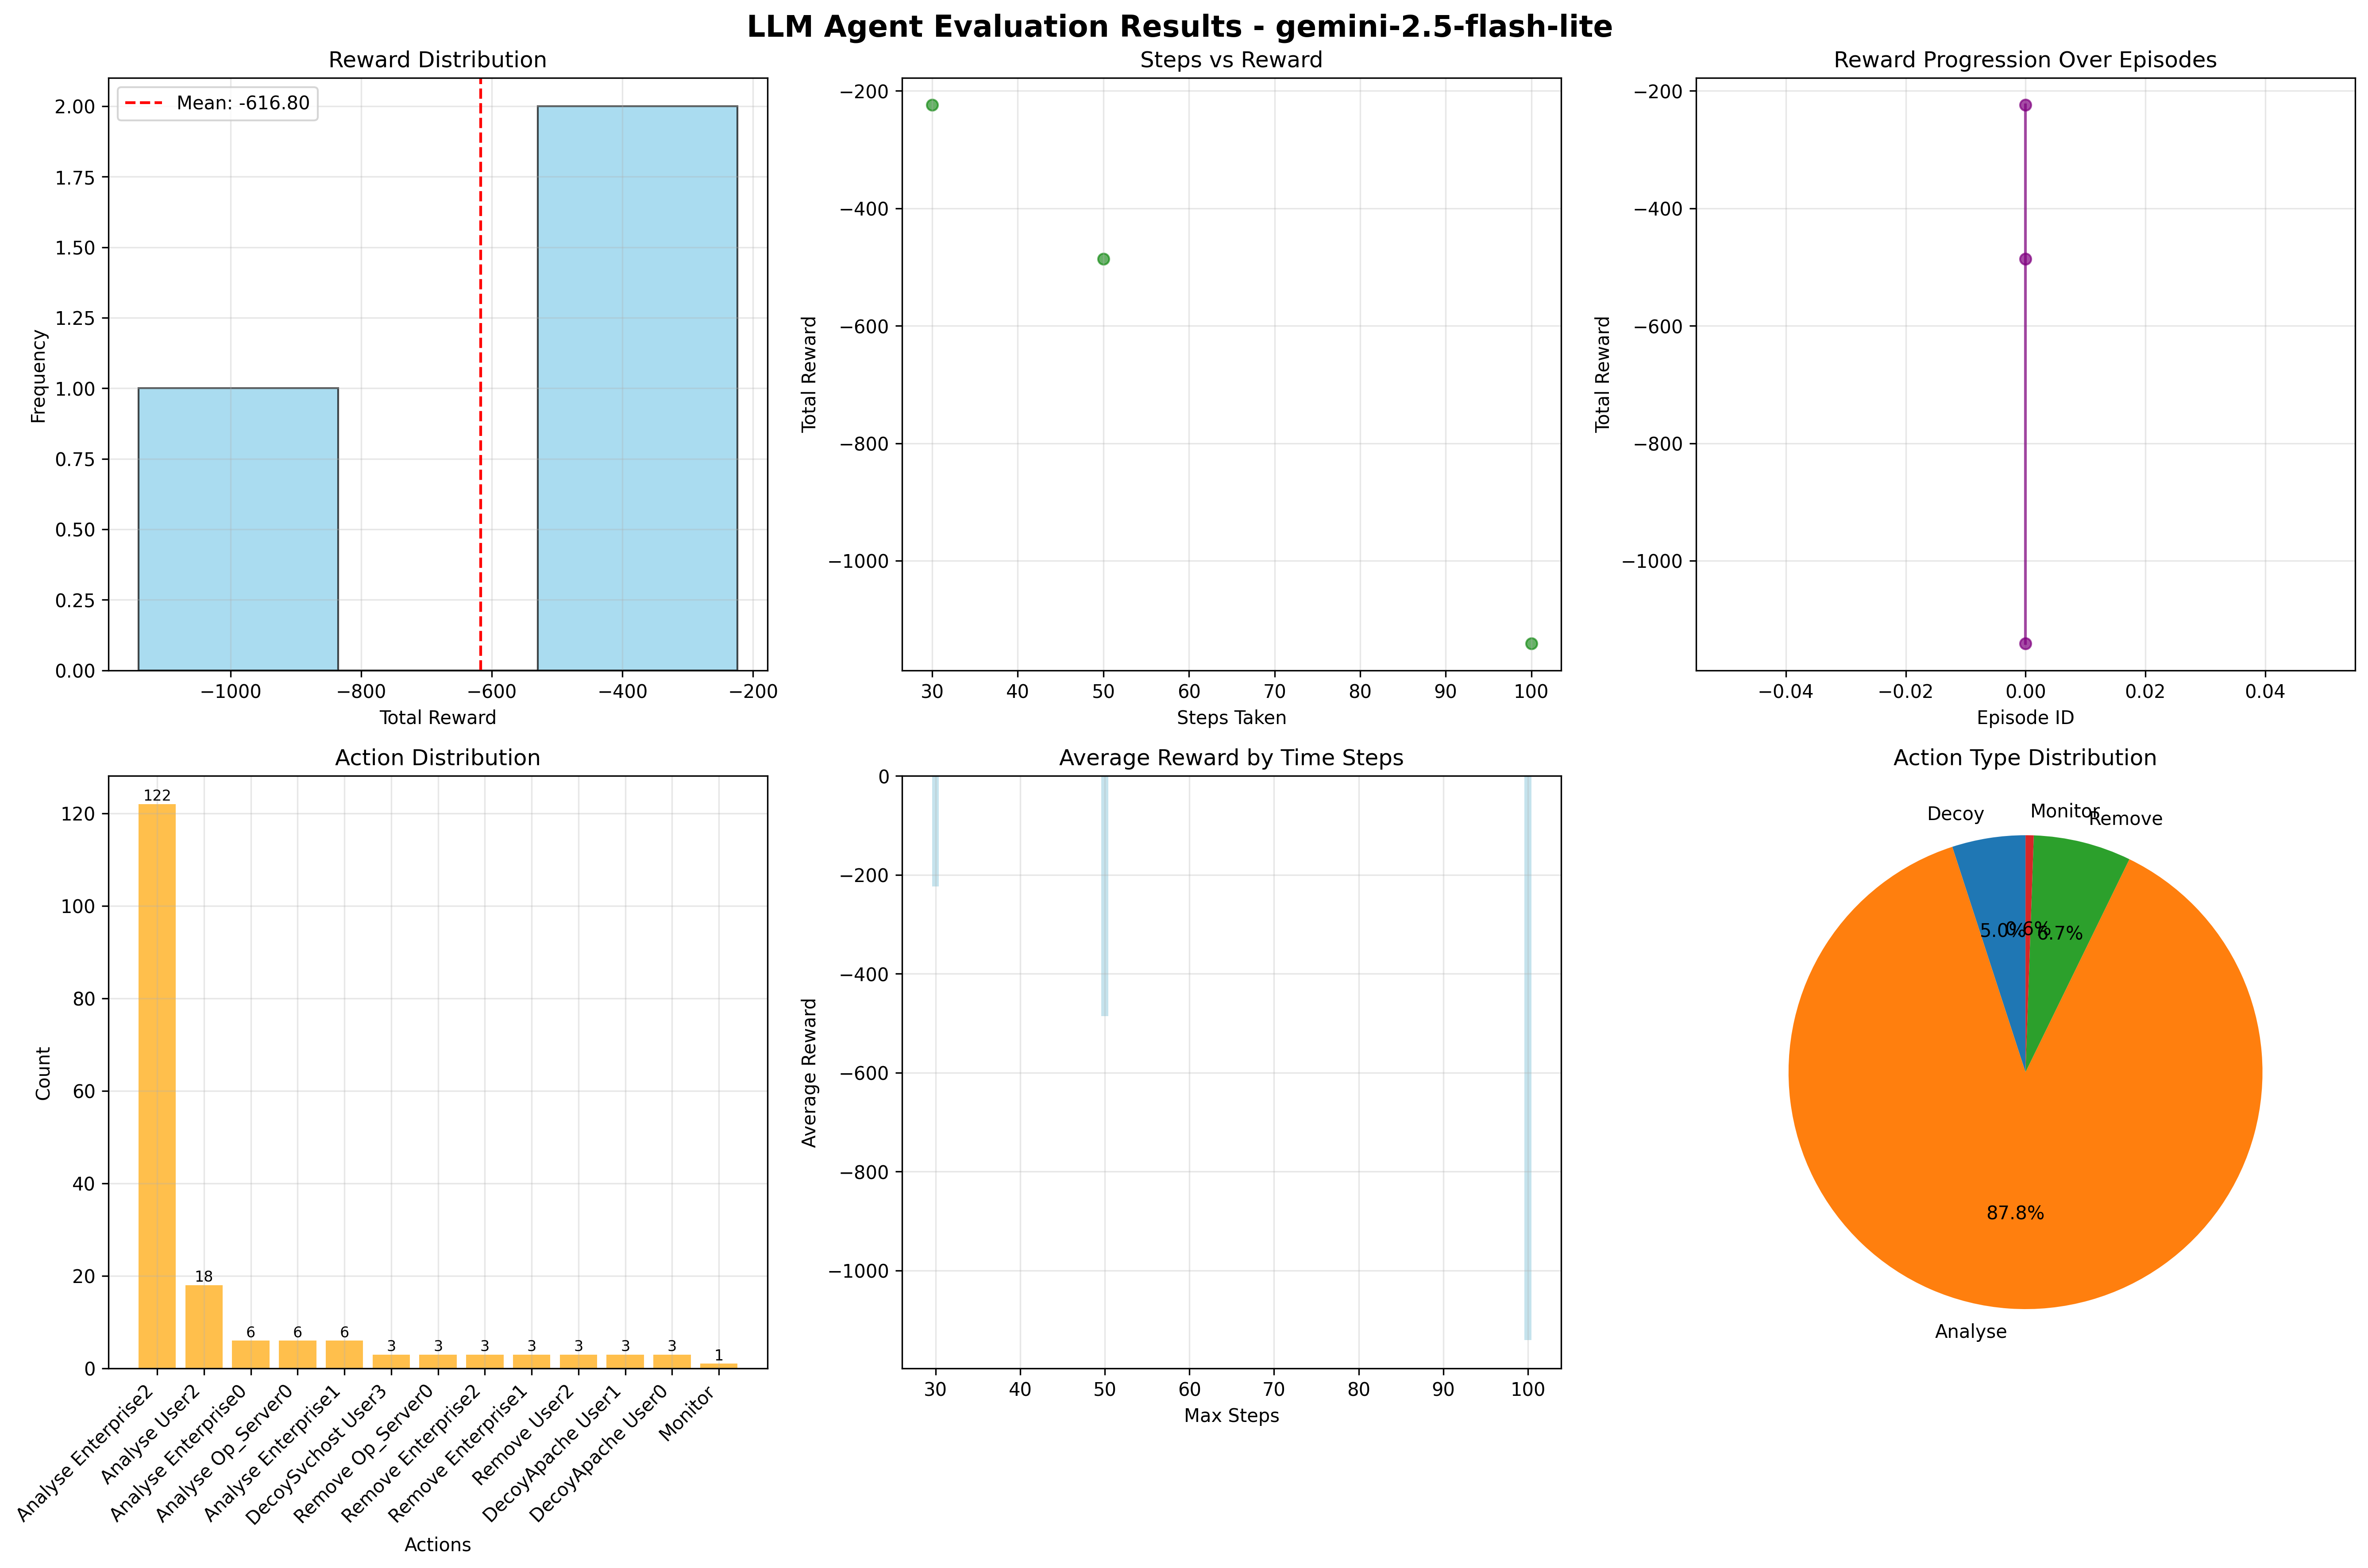 LLM Agent Evaluation Results - gemini-2.5-flash-lite
Reward Distribution
Mean: -616.80
2.00
1.75
1.50
1.25
1.00
0.75
0.50
0.25
0.00
Frequency
−1000
−800
−600
−400
−200
Total Reward
Steps vs Reward
−200
−400
−600
−800
−1000
Total Reward
30
40
50
60
70
80
90
100
Steps Taken
Reward Progression Over Episodes
−200
−400
−600
−800
−1000
Total Reward
−0.04
−0.02
0.00
0.02
0.04
Episode ID
Action Distribution
120
100
80
60
40
20
0
Count
122
18
6
6
6
3
3
3
3
3
3
3
1
Analyse Enterprise2
Analyse User2
Analyse Enterprise0
Analyse Op_Server0
Analyse Enterprise1
DecoySvchost User3
Remove Op_Server0
Remove Enterprise2
Remove Enterprise1
Remove User2
DecoyApache User1
DecoyApache User0
Monitor
Actions
Average Reward by Time Steps
0
−200
−400
−600
−800
−1000
Average Reward
30
40
50
60
70
80
90
100
Max Steps
Action Type Distribution
Decoy
Monitor
Remove
5.0%
0.6%
6.7%
87.8%
Analyse